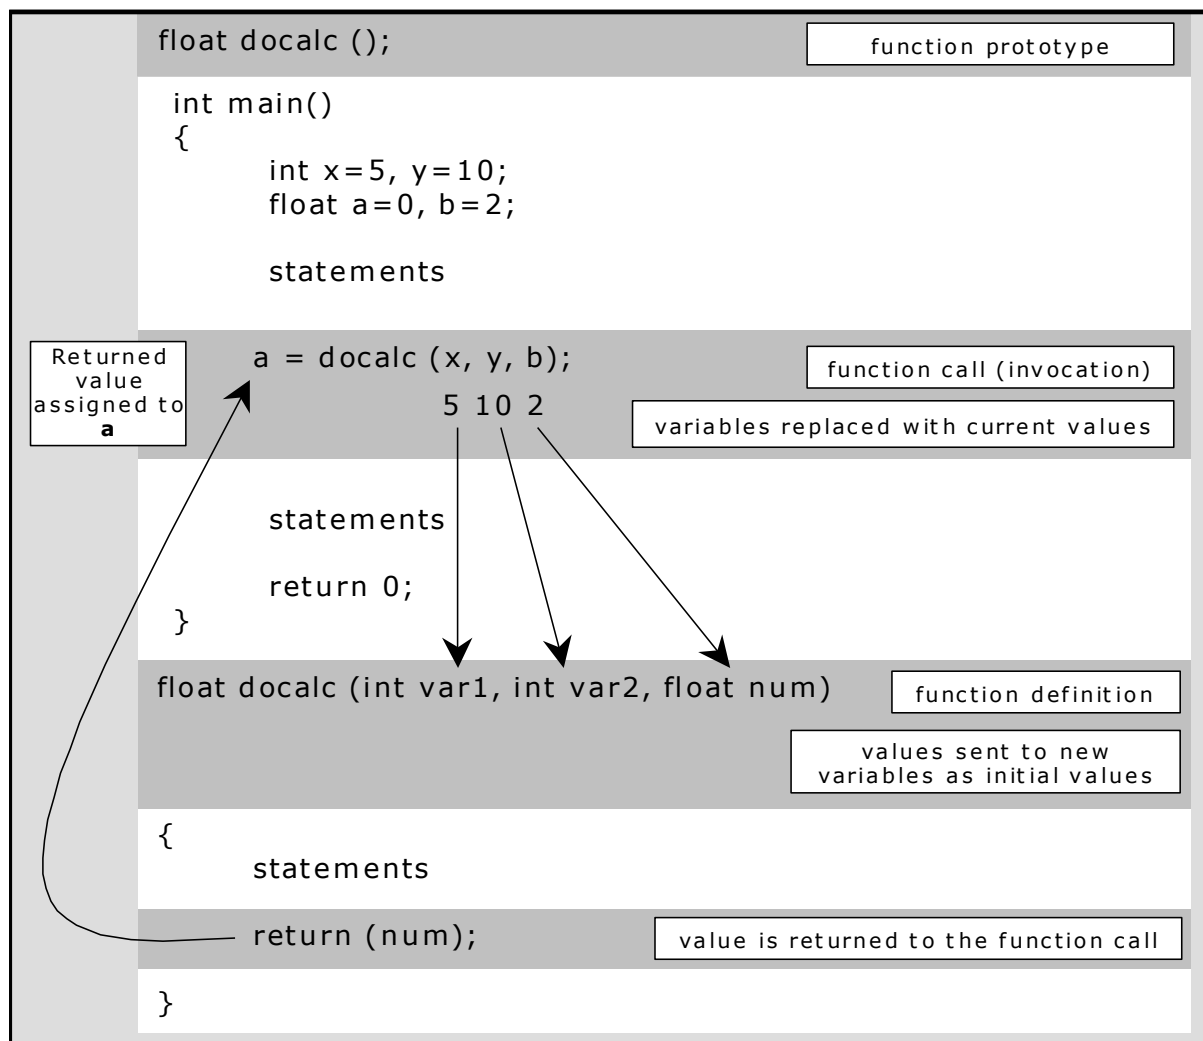 float docalc ();
function prototype
int main()
{
int x=5, y=10;
float a=0, b=2;
statements
Returned
value
assigned to
a
a = docalc (x, y, b);
function call (invocation)
5 10 2
variables replaced with current values
statements
return 0;
}
float docalc (int var1, int var2, float num)
function definition
values sent to new
variables as initial values
{
statements
return (num);
value is returned to the function call
}